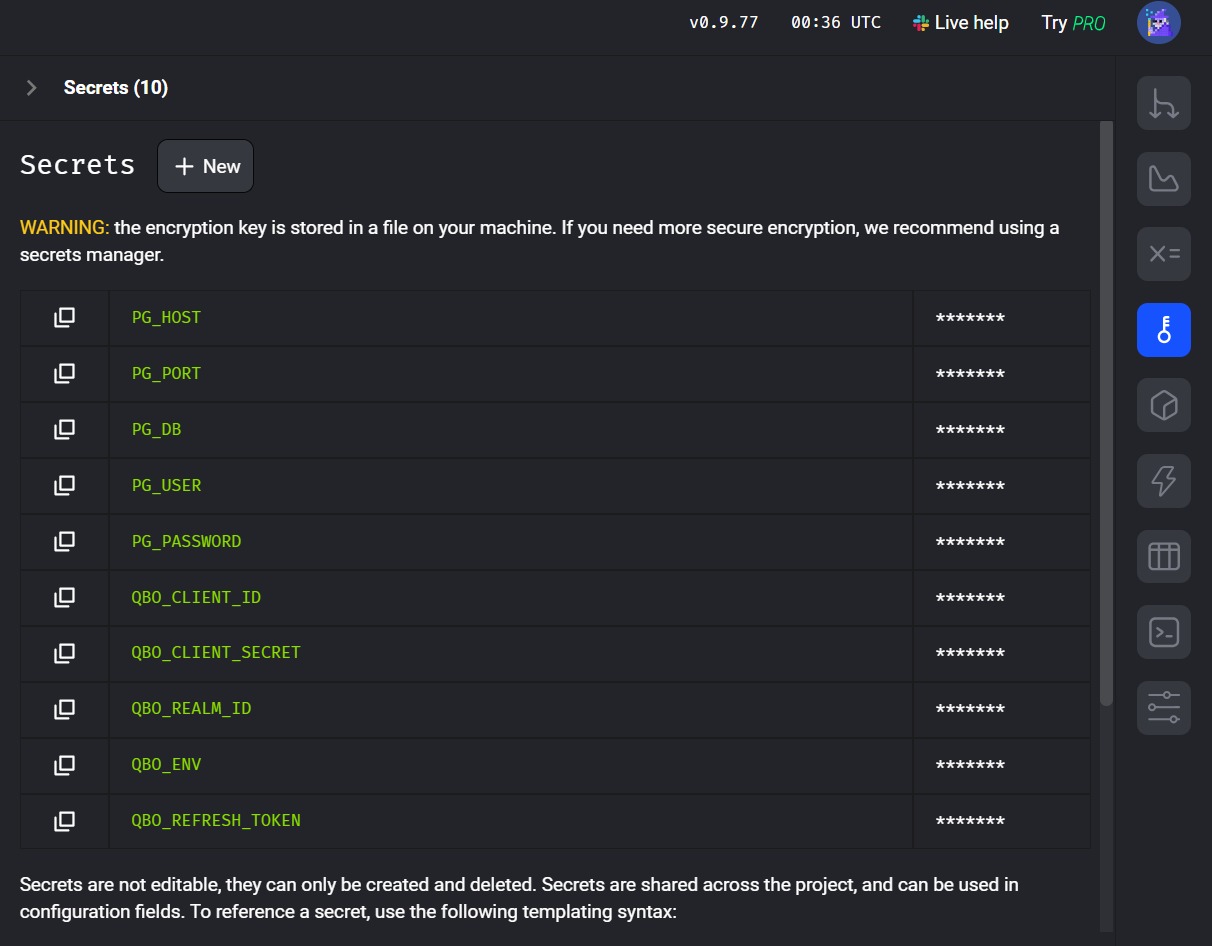 v0.9.77 00:36 UTC Live help Try PRO
Secrets (10)
Secrets + New
WARNING: the encryption key is stored in a file on your machine. If you need more secure encryption, we recommend using a
secrets manager.
PG_HOST *******
PG_PORT *******
PG_DB *******
PG_USER *******
PG_PASSWORD *******
QBO_CLIENT_ID *******
QBO_CLIENT_SECRET *******
QBO_REALM_ID *******
QBO_ENV *******
QBO_REFRESH_TOKEN *******
Secrets are not editable, they can only be created and deleted. Secrets are shared across the project, and can be used in
configuration fields. To reference a secret, use the following templating syntax: